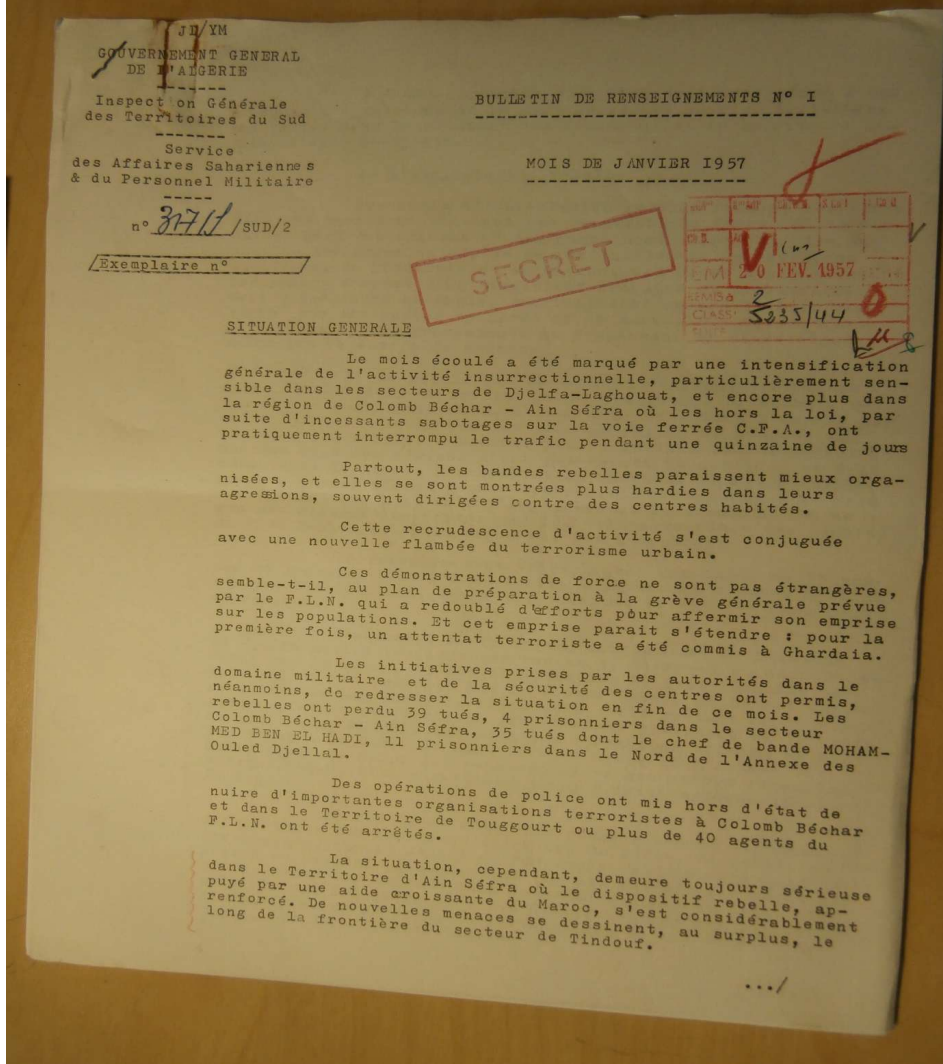 JD/YM
GOUVERNEMENT GENERAL
DE L'ALGERIE
-------
Inspect on Générale
des Territoires du Sud
-------
Service
des Affaires Sahariennes
& du Personnel Militaire
-----
n° /SUD/2
/Exemplaire n° /
BULLETIN DE RENSEIGNEMENTS N° I
-------------------------------
MOIS DE JANVIER I957
--------------------
SECRET
EM 20 FEV. 1957
2
CLASS^t 5235/44
SITUATION GENERALE
Le mois écoulé a été marqué par une intensification
générale de l'activité insurrectionnelle, particulièrement sen-
sible dans les secteurs de Djelfa-Laghouat, et encore plus dans
la région de Colomb Béchar - Ain Séfra où les hors la loi, par
suite d'incessants sabotages sur la voie ferrée C.F.A., ont
pratiquement interrompu le trafic pendant une quinzaine de jours
Partout, les bandes rebelles paraissent mieux orga-
nisées, et elles se sont montrées plus hardies dans leurs
agressions, souvent dirigées contre des centres habités.
Cette recrudescence d'activité s'est conjuguée
avec une nouvelle flambée du terrorisme urbain.
Ces démonstrations de force ne sont pas étrangères,
semble-t-il, au plan de préparation à la grève générale prévue
par le F.L.N. qui a redoublé d'efforts pour affermir son emprise
sur les populations. Et cet emprise parait s'étendre : pour la
première fois, un attentat terroriste a été commis à Ghardaia.
Les initiatives prises par les autorités dans le
domaine militaire et de la sécurité des centres ont permis,
néanmoins, de redresser la situation en fin de ce mois. Les
rebelles ont perdu 39 tués, 4 prisonniers dans le secteur
Colomb Béchar - Ain Séfra, 35 tués dont le chef de bande MOHAM-
MED BEN EL HADI, 11 prisonniers dans le Nord de l'Annexe des
Ouled Djellal.
Des opérations de police ont mis hors d'état de
nuire d'importantes organisations terroristes à Colomb Béchar
et dans le Territoire de Touggourt ou plus de 40 agents du
F.L.N. ont été arrêtés.
La situation, cependant, demeure toujours sérieuse
dans le Territoire d'Ain Séfra où le dispositif rebelle, ap-
puyé par une aide croissante du Maroc, s'est considérablement
renforcé. De nouvelles menaces se dessinent, au surplus, le
long de la frontière du secteur de Tindouf.
.../